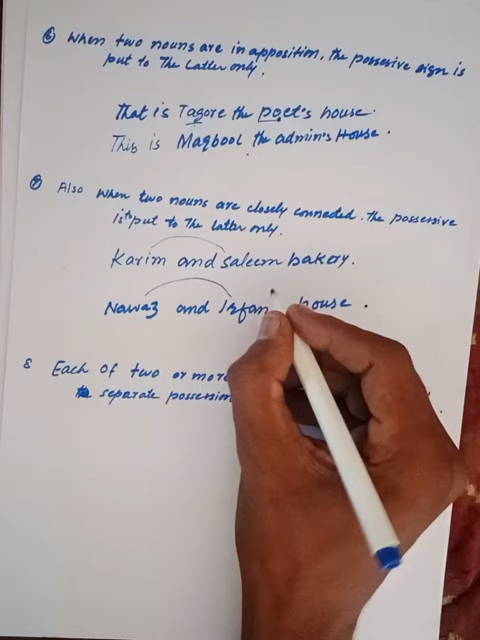 ⑥ When two nouns are in apposition, the possesive sign is
put to The Latter only.
That is Tagore the poet's house.
This is Maqbool the admin's House.
⑦ Also When two nouns are closely connected. The possessive
is put to The latter only.
Karim and saleem bakery.
Nawaz and Irfan house.
8 Each of two or more
separate